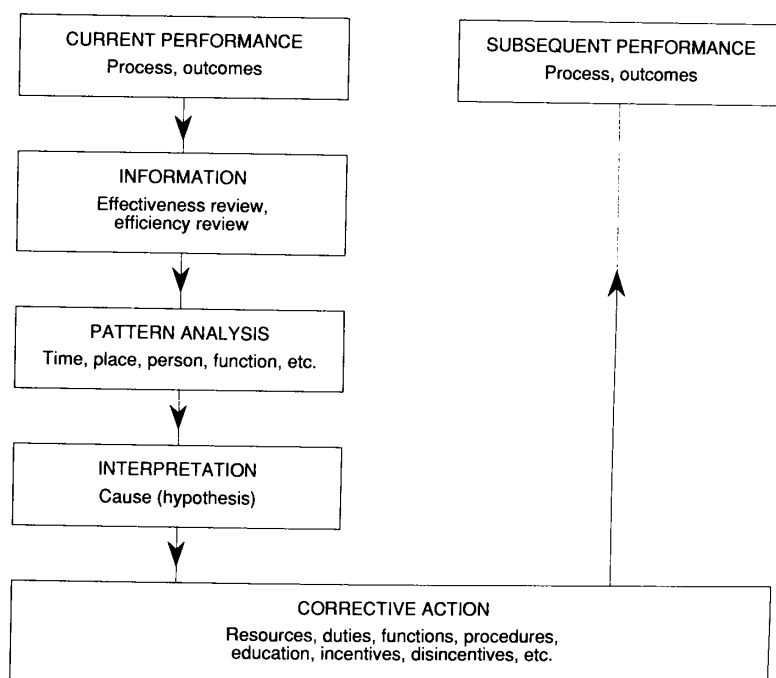 CURRENT PERFORMANCE
Process, outcomes
SUBSEQUENT PERFORMANCE
Process, outcomes
INFORMATION
Effectiveness review,
efficiency review
PATTERN ANALYSIS
Time, place, person, function, etc.
INTERPRETATION
Cause (hypothesis)
CORRECTIVE ACTION
Resources, duties, functions, procedures,
education, incentives, disincentives, etc.